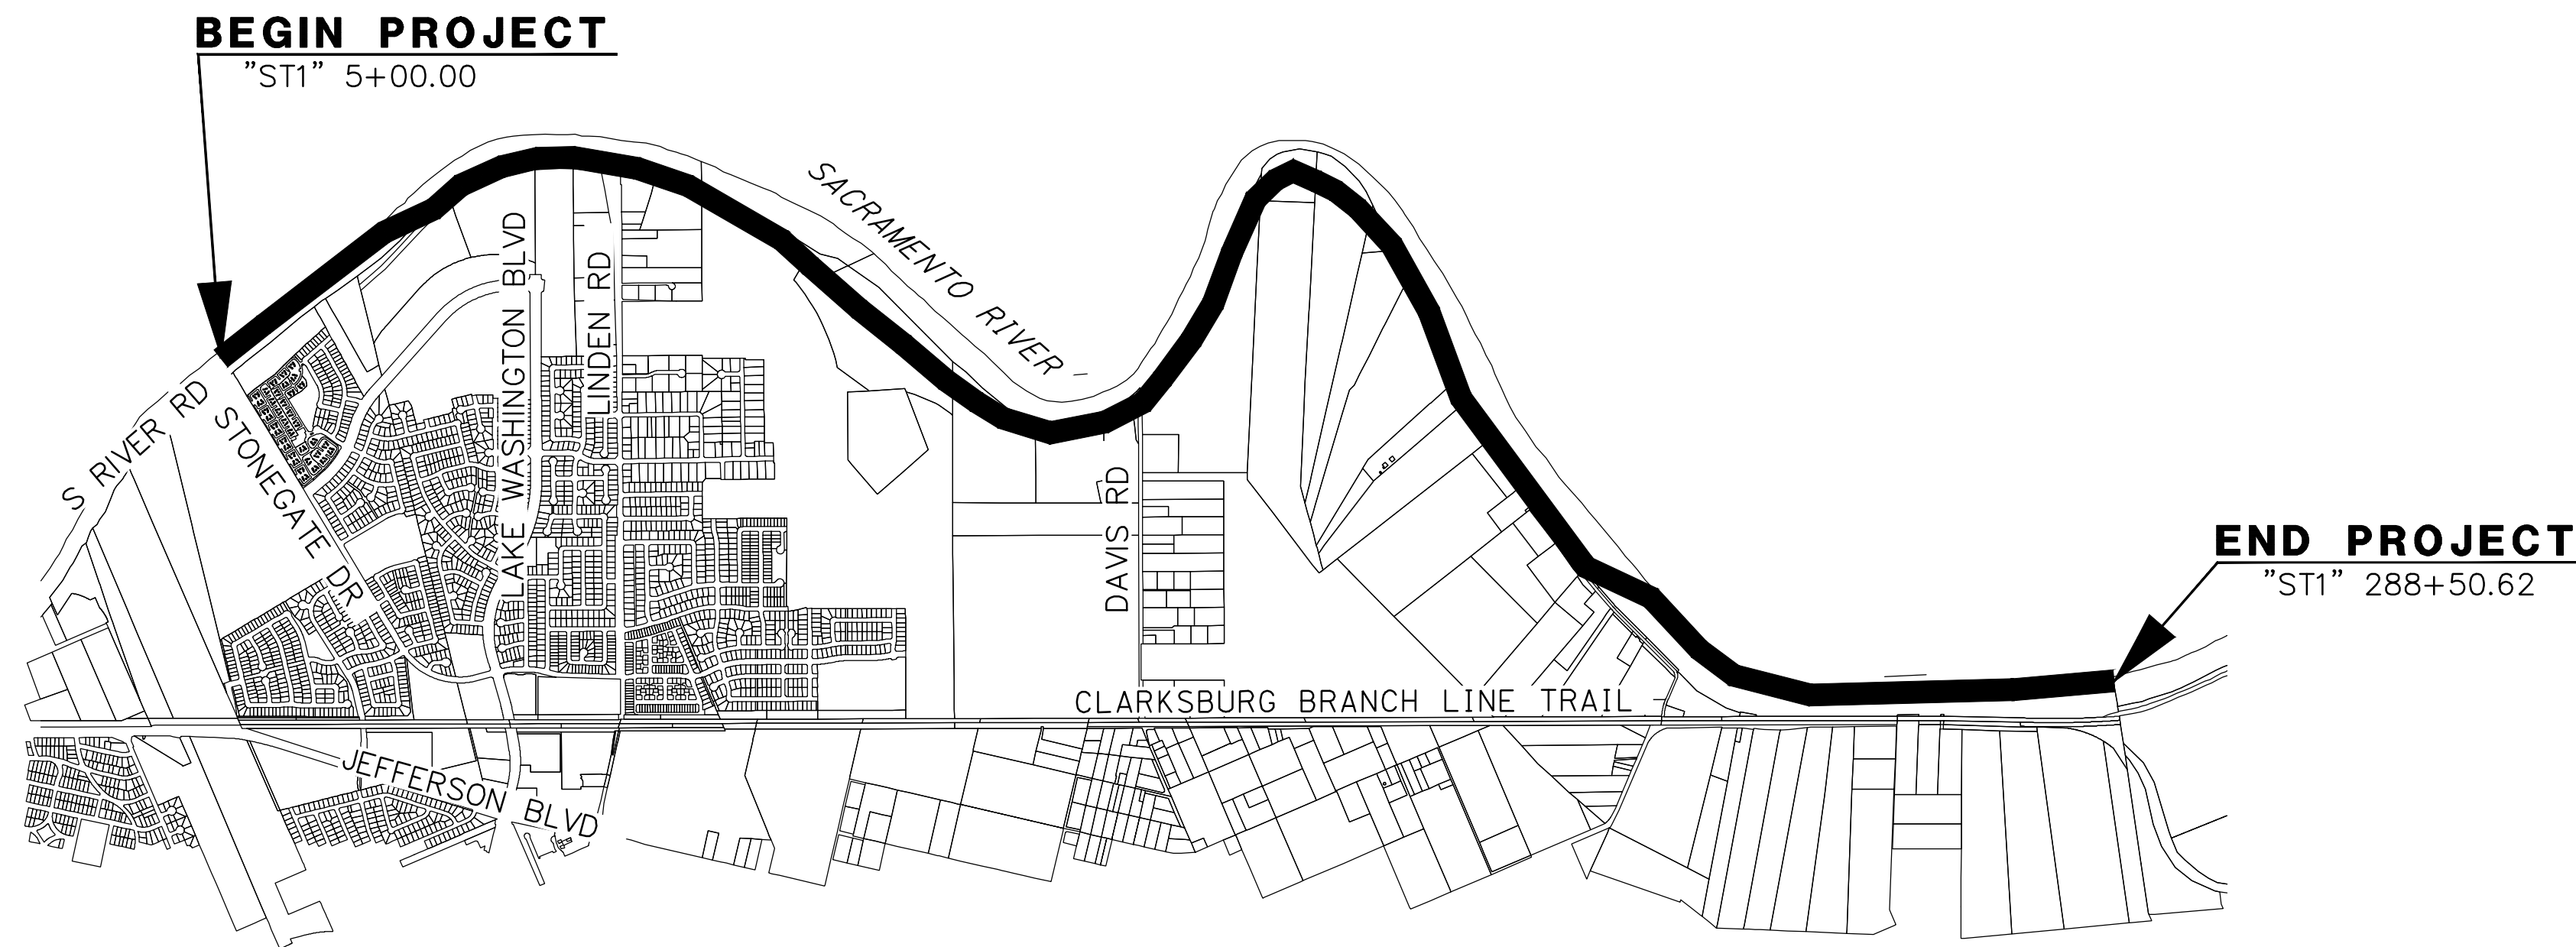 BEGIN PROJECT
”ST1” 5+00.00
SACRAMENTO RIVER
S RIVER RD
STONEGATE DR
LAKE WASHINGTON BLVD
LINDEN RD
DAVIS RD
END PROJECT
”ST1” 288+50.62
CLARKSBURG BRANCH LINE TRAIL
JEFFERSON BLVD